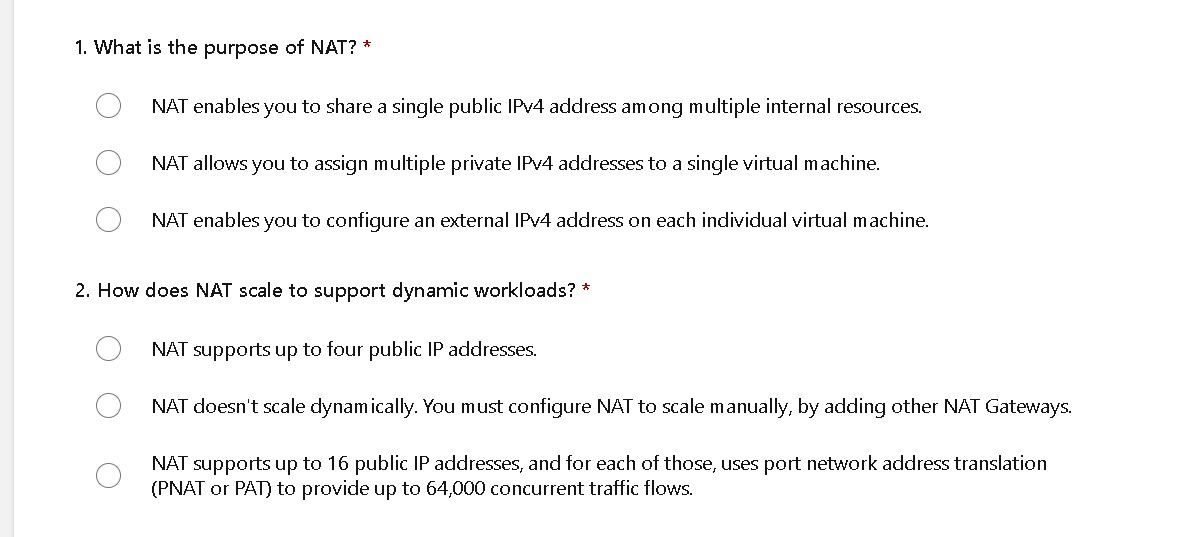 1. What is the purpose of NAT? *
NAT enables you to share a single public IPv4 address among multiple internal resources.
NAT allows you to assign multiple private IPv4 addresses to a single virtual machine.
NAT enables you to configure an external IPv4 address on each individual virtual machine.
2. How does NAT scale to support dynamic workloads? *
NAT supports up to four public IP addresses.
NAT doesn't scale dynamically. You must configure NAT to scale manually, by adding other NAT Gateways.
NAT supports up to 16 public IP addresses, and for each of those, uses port network address translation
(PNAT or PAT) to provide up to 64,000 concurrent traffic flows.